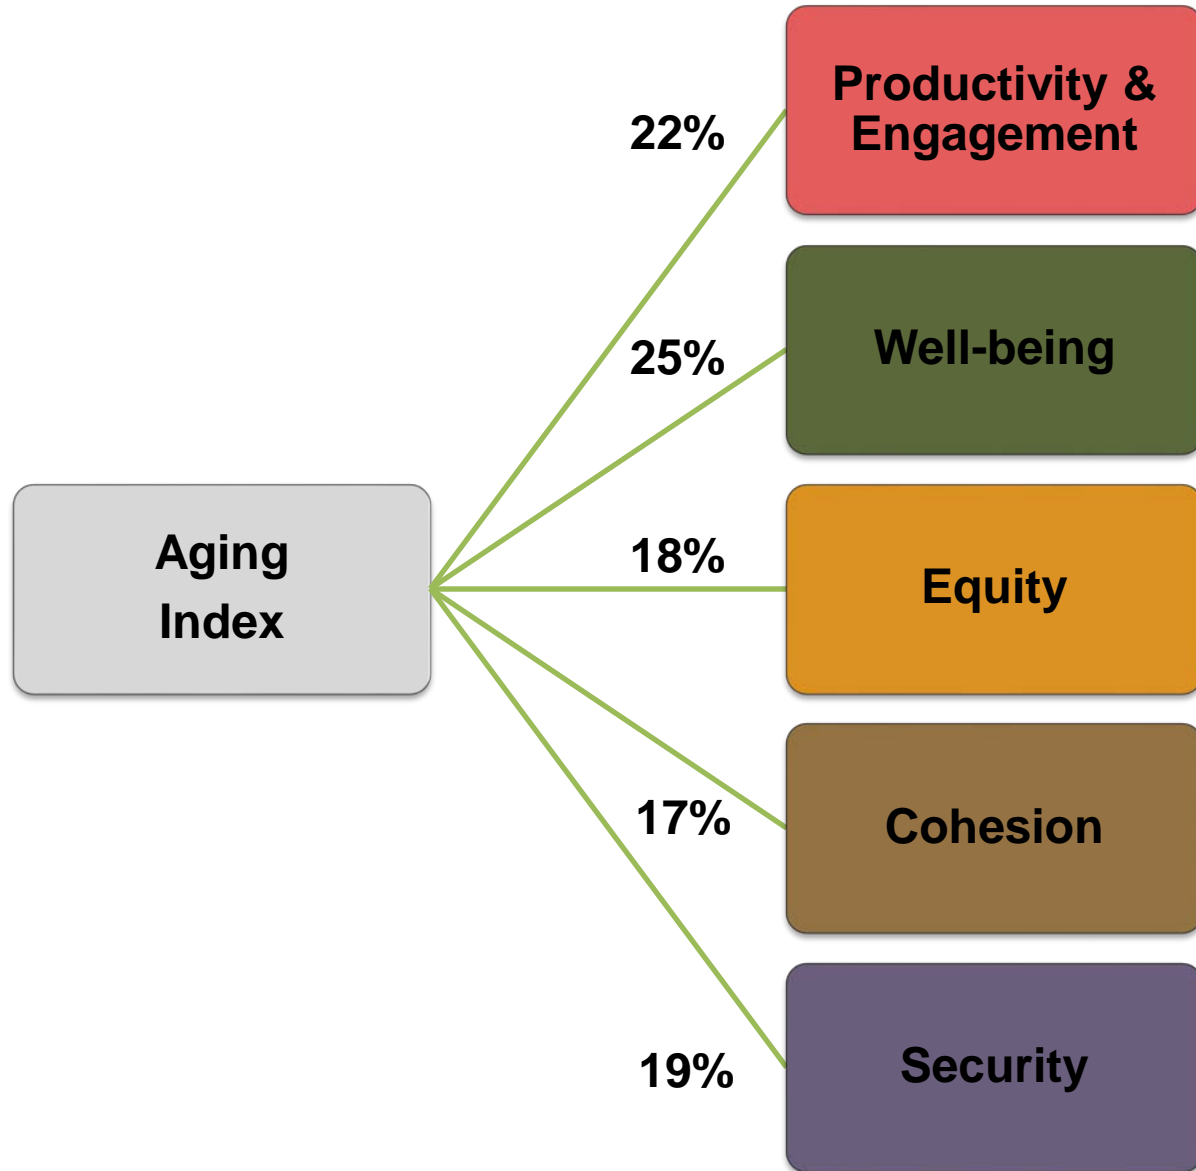 Productivity &
Engagement
22%
Well-being
25%
Aging
Index
18%
Equity
17%
Cohesion
19%
Security